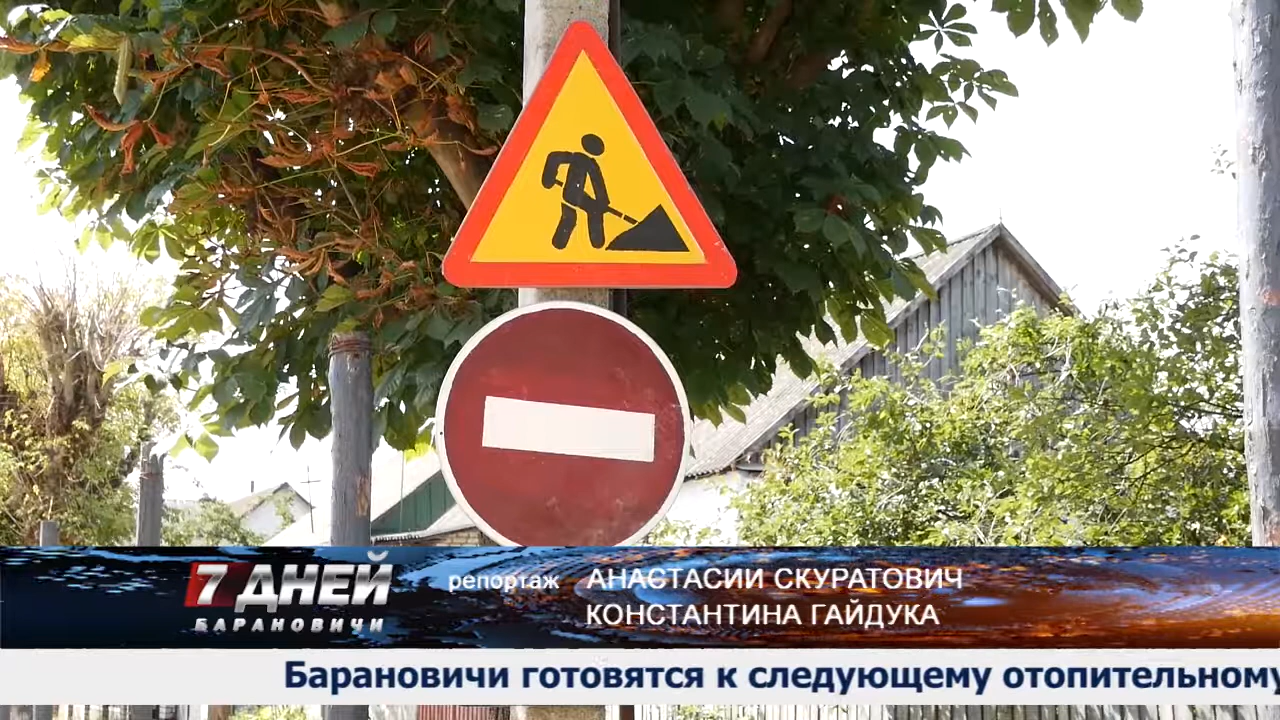 7 ДНЕЙ
БАРАНОВИЧИ
репортаж
АНАСТАСИИ СКУРАТОВИЧ
КОНСТАНТИНА ГАЙДУКА
Барановичи готовятся к следующему отопительному